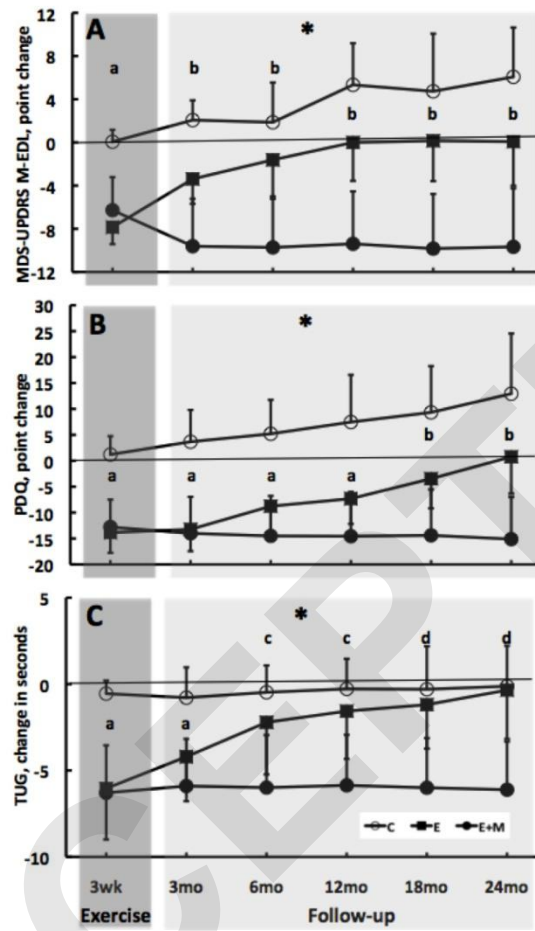 A
*
a b b
b b b
MDS-UPDRS M-EDL, point change
12
8
4
0
-4
-8
-12
B
*
b b
a a a a
PDQ, point change
30
25
20
15
10
5
0
-5
-10
-15
-20
C
*
c c d d
a a
TUG, change in seconds
5
0
-5
-10
C E E+M
3wk 3mo 6mo 12mo 18mo 24mo
Exercise Follow-up